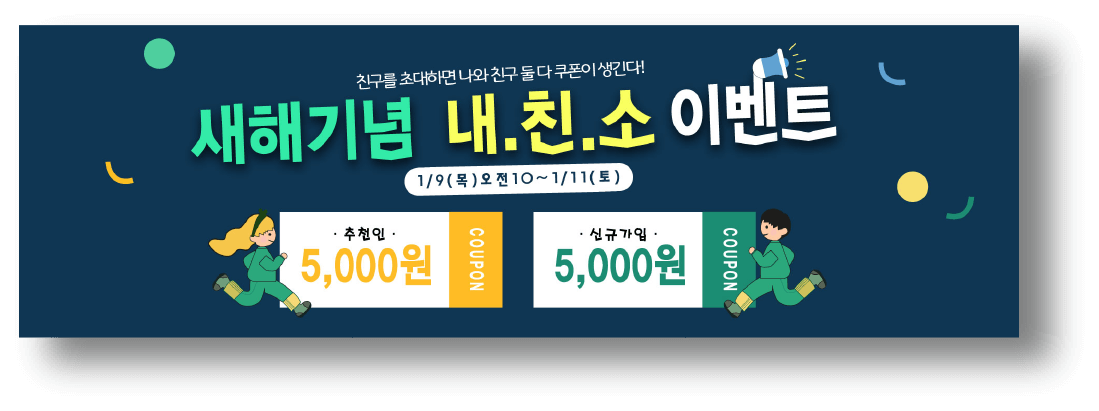 친구를 초대하면 나와 친구 둘 다 쿠폰이 생긴다!
새해기념 내.친.소 이벤트
1/9(목)오전10~1/11(토)
· 추천인 ·
5,000원
COUPON
· 신규가입 ·
5,000원
COUPON